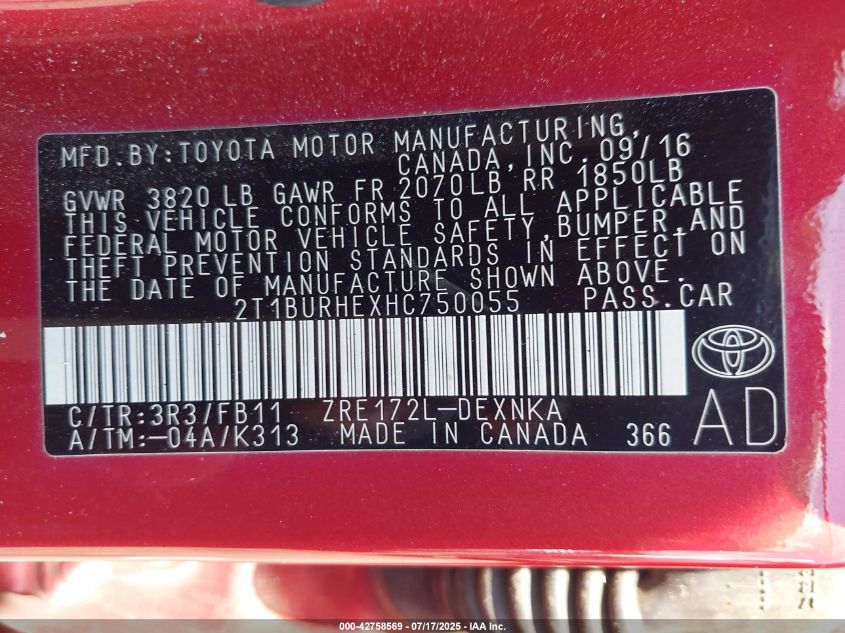 MFD.BY:TOYOTA MOTOR MANUFACTURING,
CANADA,INC. 09/16
GVWR 3820 LB GAWR FR 2070LB RR 1850LB
THIS VEHICLE CONFORMS TO ALL APPLICABLE
FEDERAL MOTOR VEHICLE SAFETY,BUMPER,AND
THEFT PREVENTION STANDARDS IN EFFECT ON
THE DATE OF MANUFACTURE SHOWN ABOVE.
2T1BURHEXHC750055 PASS.CAR
C/TR:3R3/FB11 ZRE172L-DEXNKA
A/TM:-04A/K313 MADE IN CANADA 366 AD
000-42758569 | 07/17/2025 - IAA Inc.